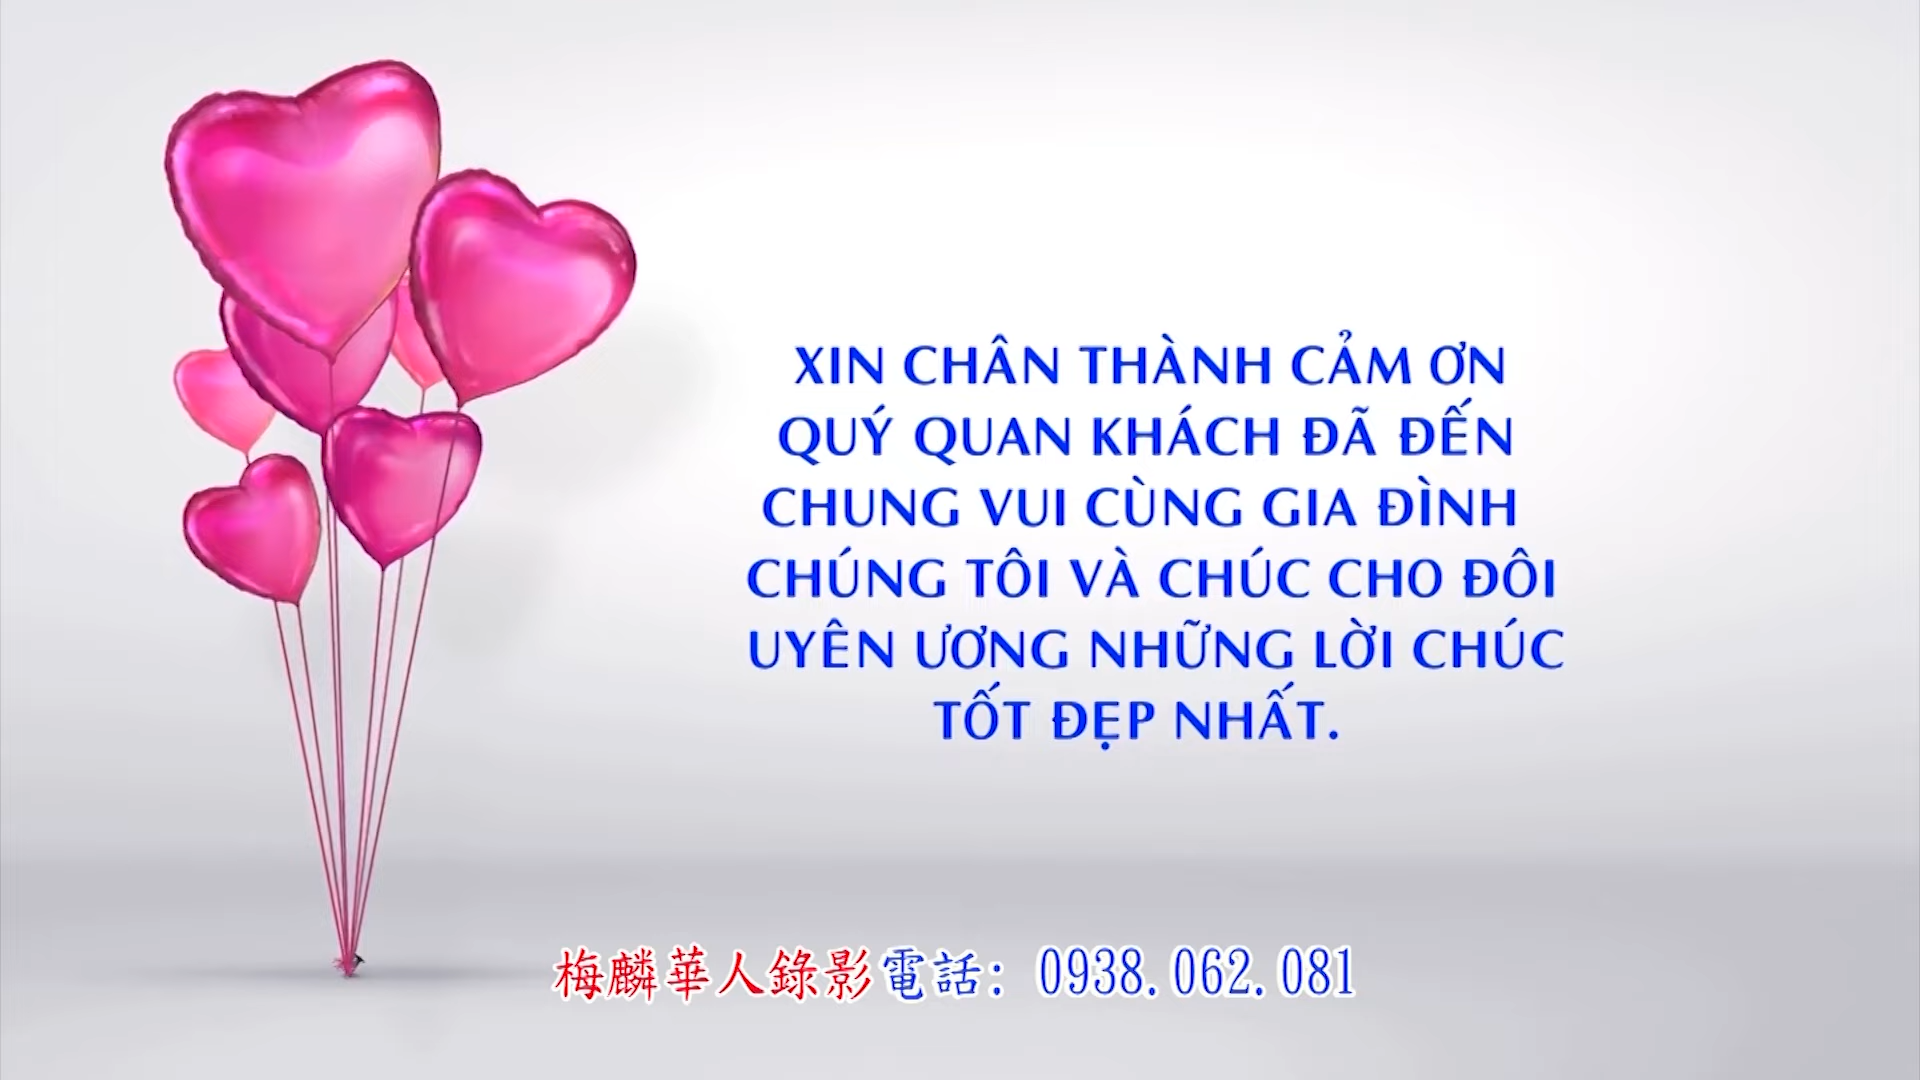 XIN CHÂN THÀNH CẢM ƠN
QUÝ QUAN KHÁCH ĐÃ ĐẾN
CHUNG VUI CÙNG GIA ĐÌNH
CHÚNG TÔI VÀ CHÚC CHO ĐÔI
UYÊN ƯƠNG NHỮNG LỜI CHÚC
TỐT ĐẸP NHẤT.
梅麟華人錄影電話: 0938.062.081